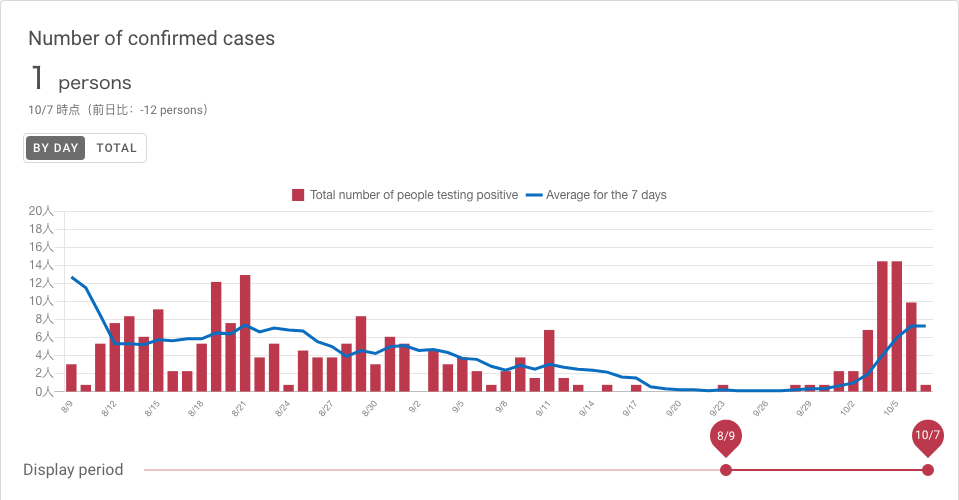 Number of confirmed cases
1 persons
10/7 時点（前日比： -12 persons）
BY DAY TOTAL
Total number of people testing positive Average for the 7 days
20人
18人
16人
14人
12人
10人
8人
6人
4人
2人
0人
8/9 8/12 8/15 8/18 8/21 8/24 8/27 8/30 9/2 9/5 9/8 9/11 9/14 9/17 9/20 9/23 9/26 9/29 10/2 10/5
8/9 10/7
Display period